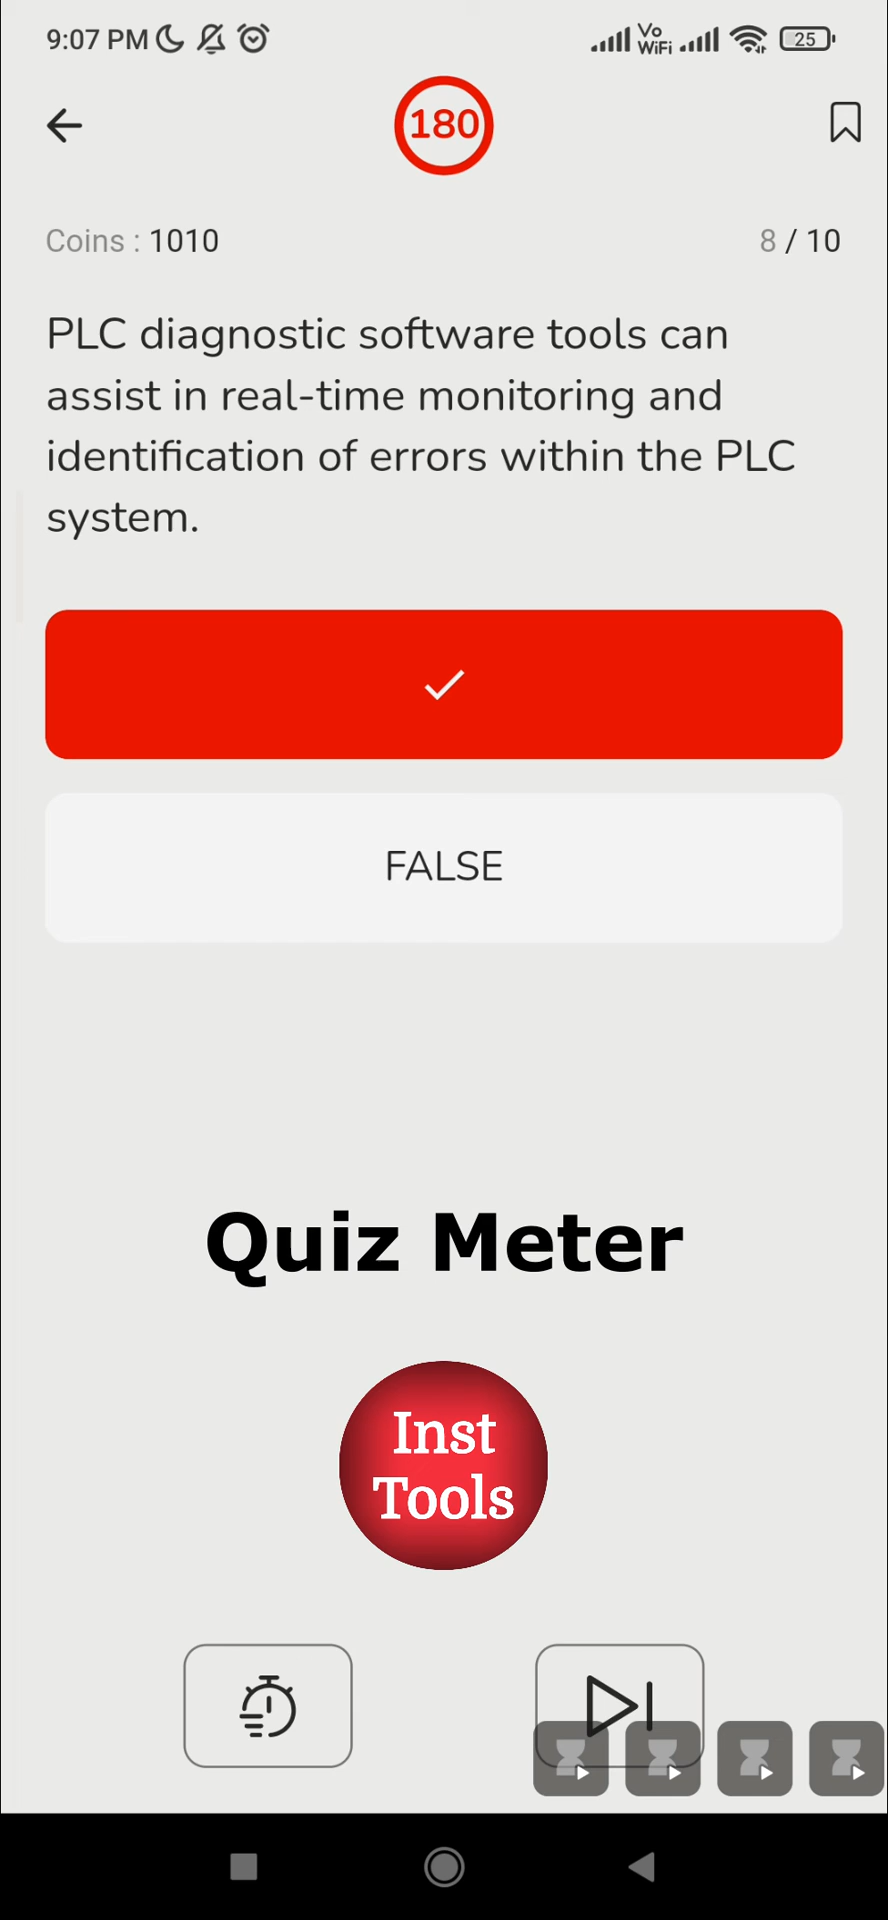 9:07 PM
Vo
WiFi
25
180
Coins : 1010
8 / 10
PLC diagnostic software tools can
assist in real-time monitoring and
identification of errors within the PLC
system.
FALSE
Quiz Meter
Inst
Tools